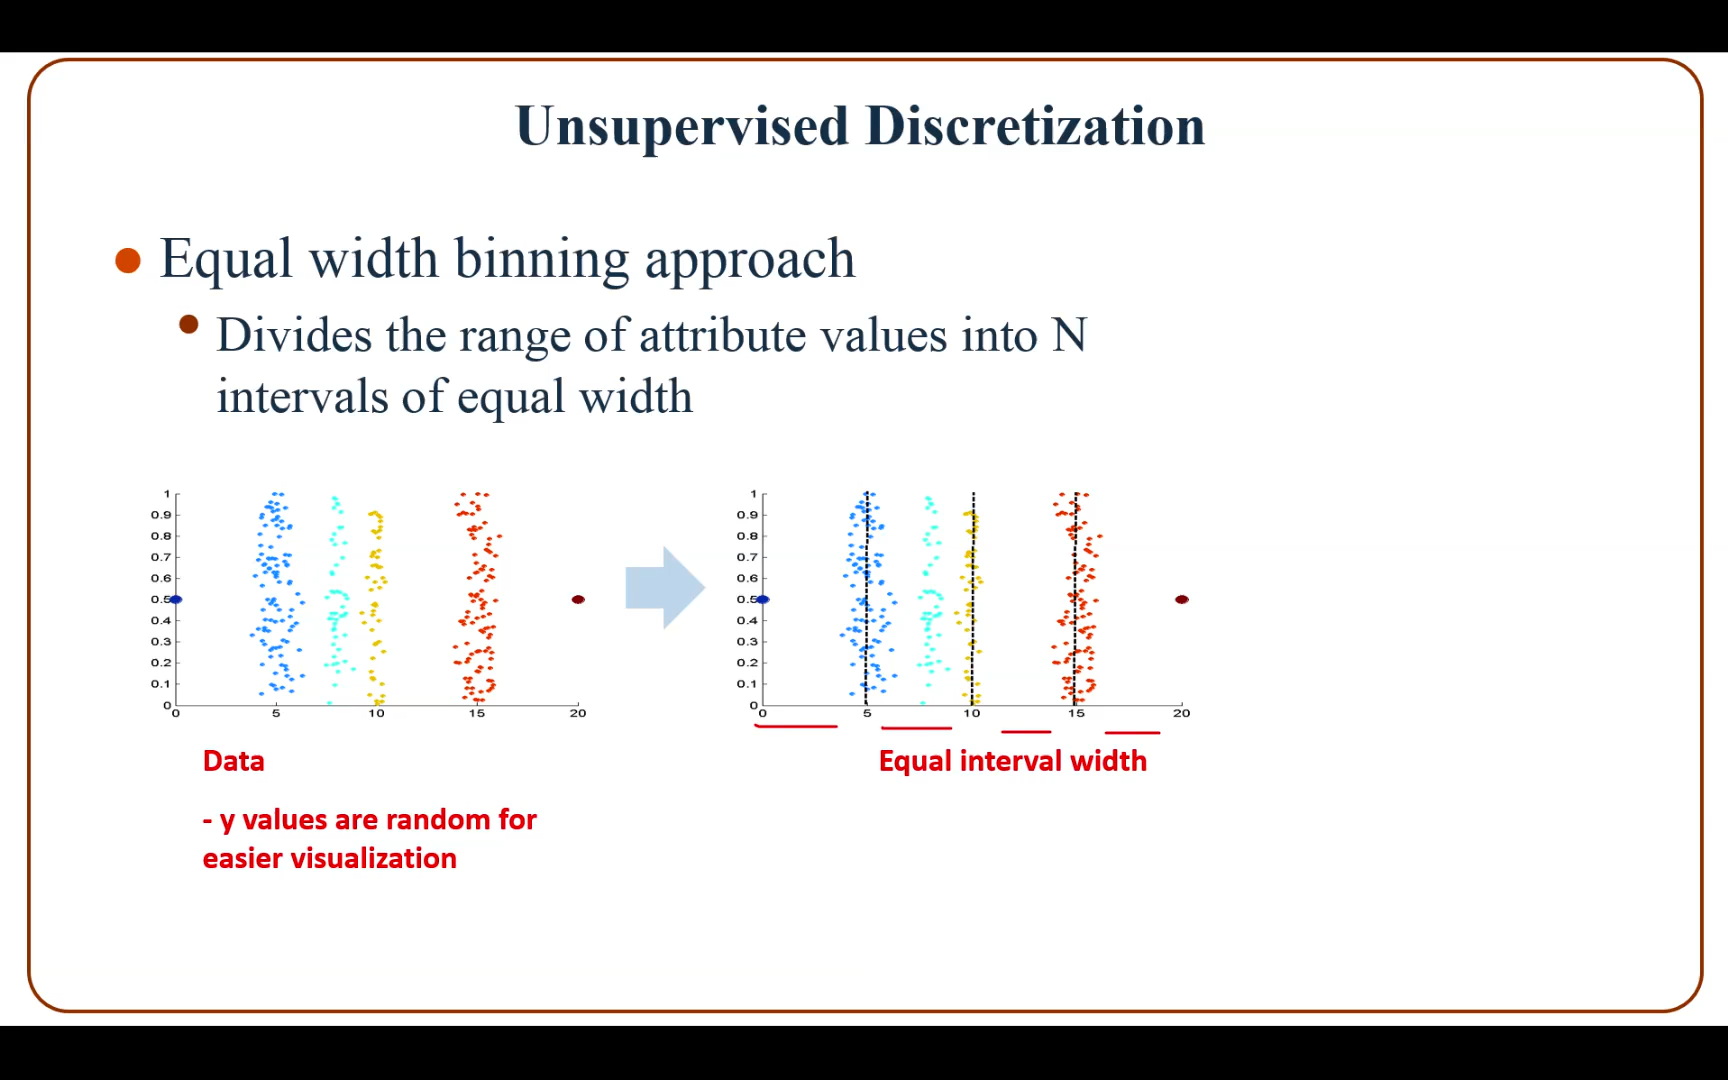 Unsupervised Discretization
Equal width binning approach
Divides the range of attribute values into N
intervals of equal width
1
0.9
0.8
0.7
0.6
0.5
0.4
0.3
0.2
0.1
0
0 5 10 15 20
1
0.9
0.8
0.7
0.6
0.5
0.4
0.3
0.2
0.1
0
0 5 10 15 20
Data
- y values are random for
easier visualization
Equal interval width